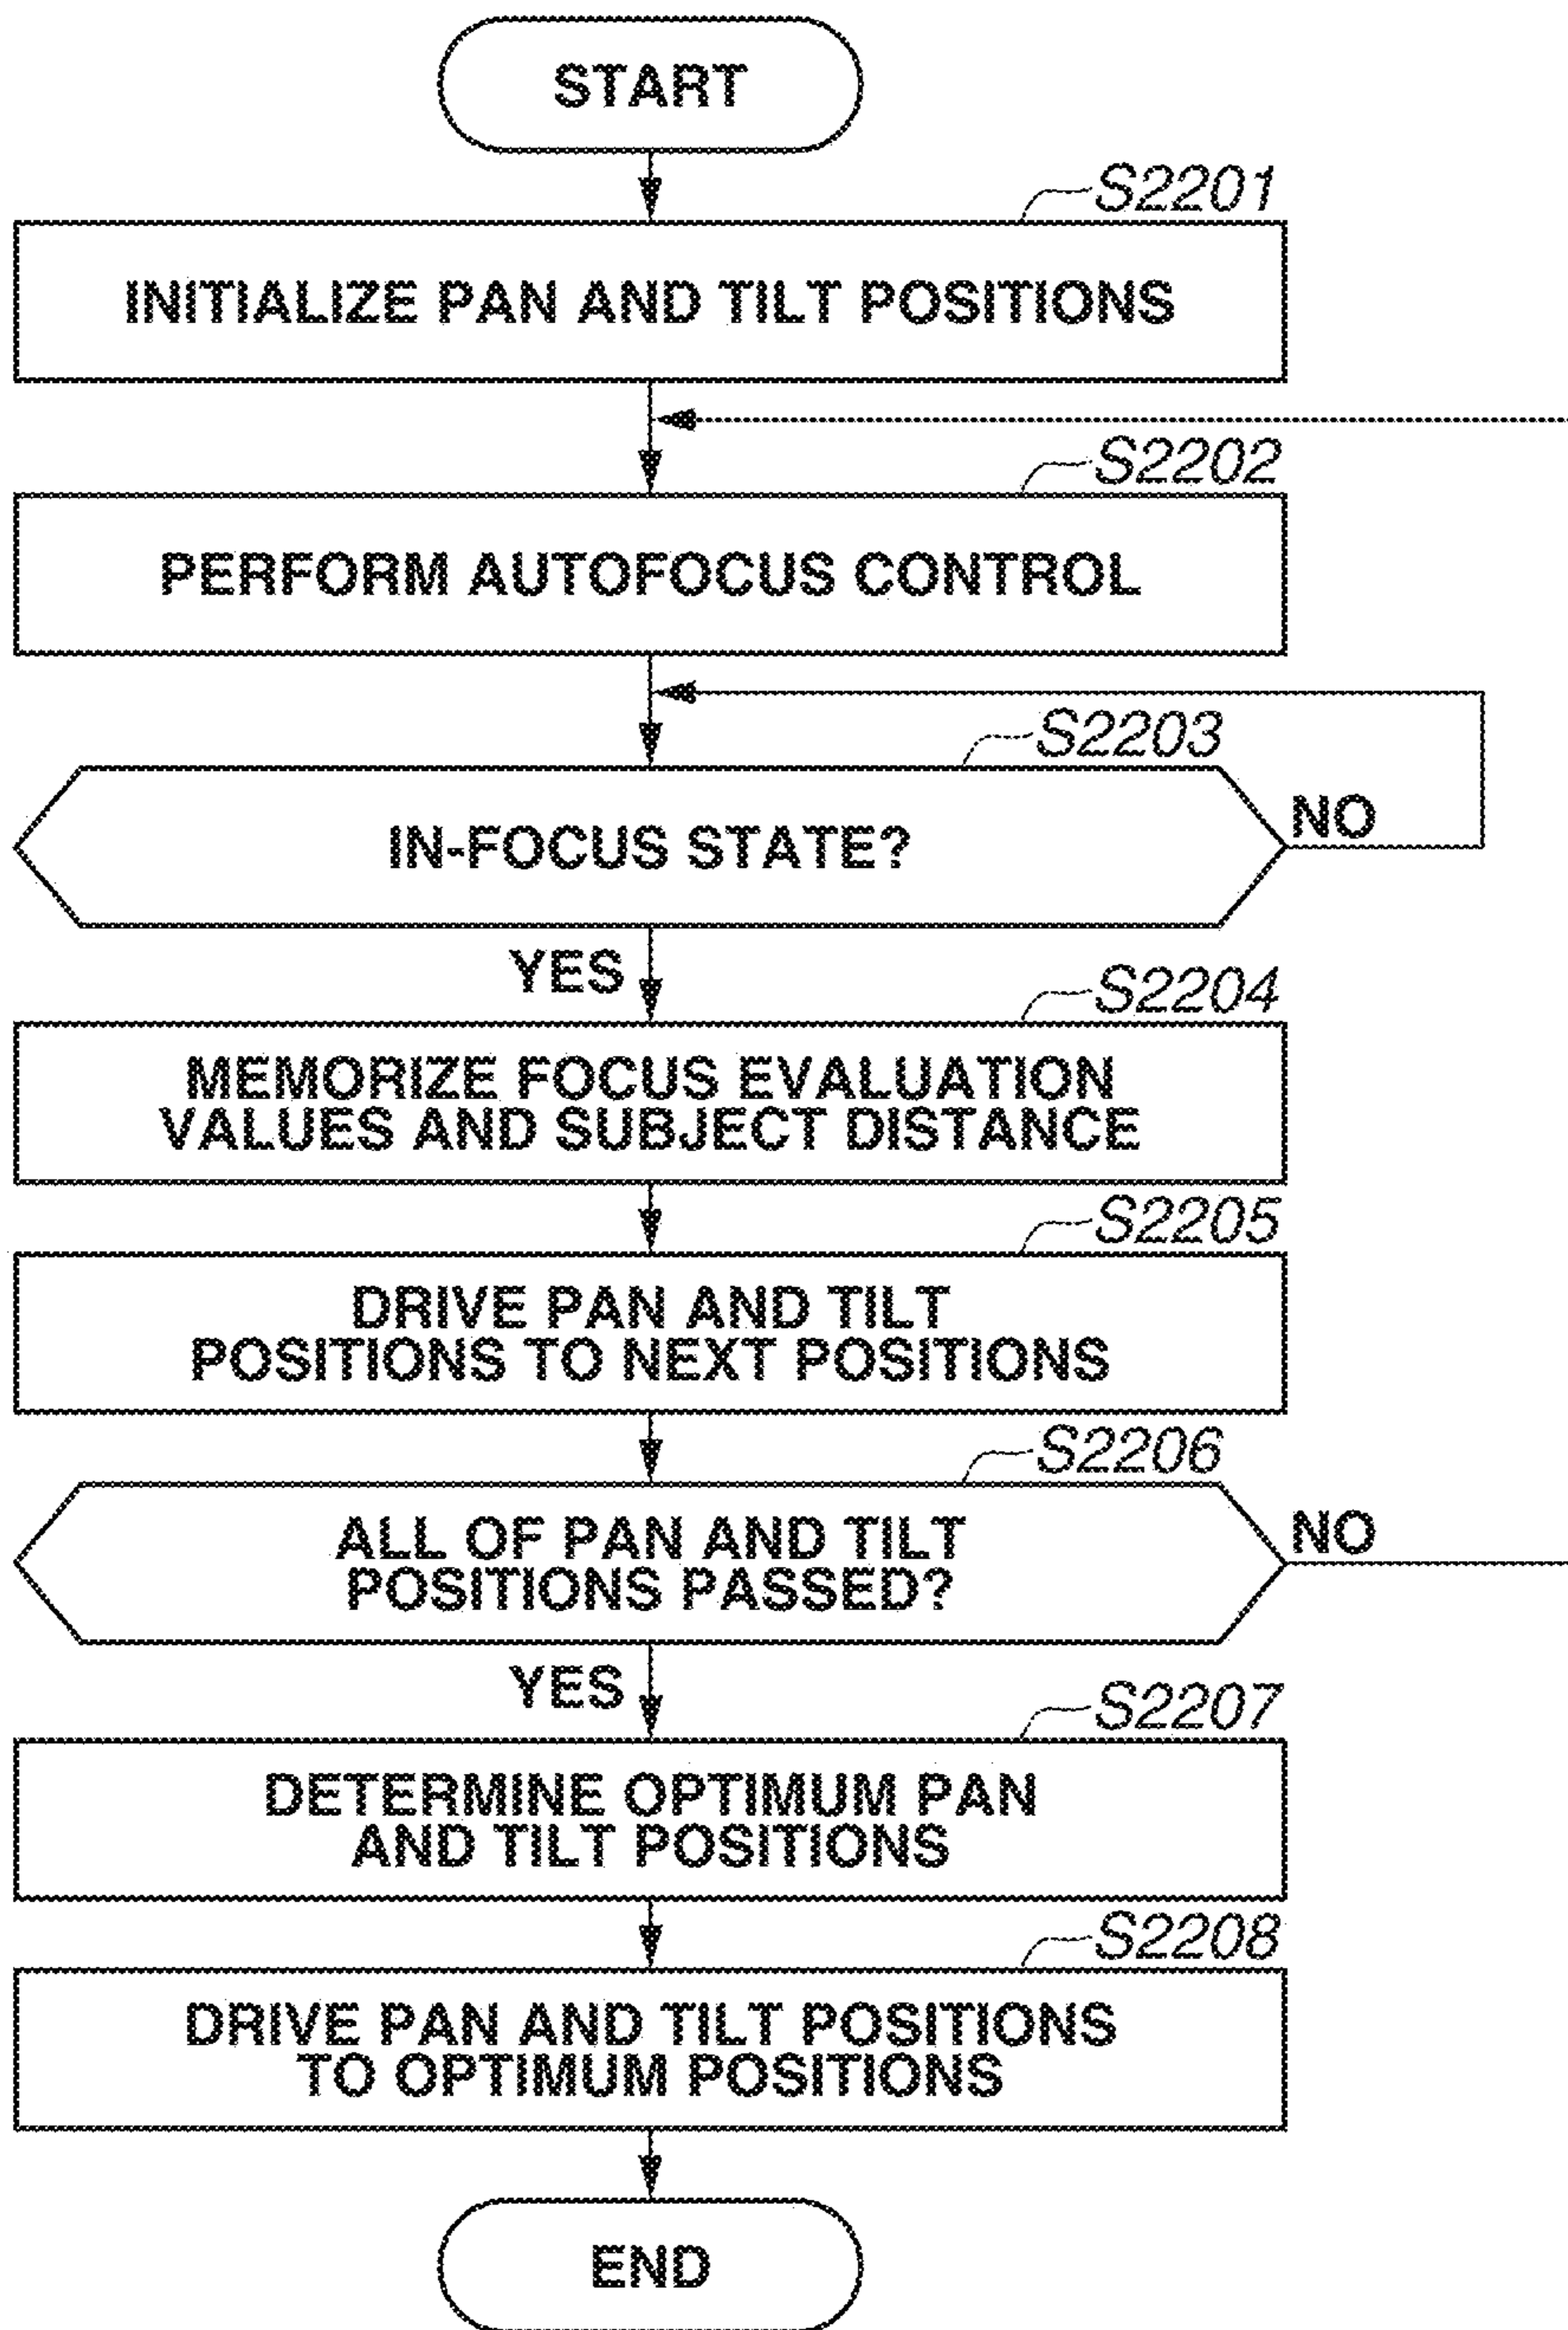 START
S2201
INITIALIZE PAN AND TILT POSITIONS
S2202
PERFORM AUTOFOCUS CONTROL
S2203
IN-FOCUS STATE?
NO
YES
S2204
MEMORIZE FOCUS EVALUATION
VALUES AND SUBJECT DISTANCE
S2205
DRIVE PAN AND TILT
POSITIONS TO NEXT POSITIONS
S2206
ALL OF PAN AND TILT
POSITIONS PASSED?
NO
YES
S2207
DETERMINE OPTIMUM PAN
AND TILT POSITIONS
S2208
DRIVE PAN AND TILT POSITIONS
TO OPTIMUM POSITIONS
END